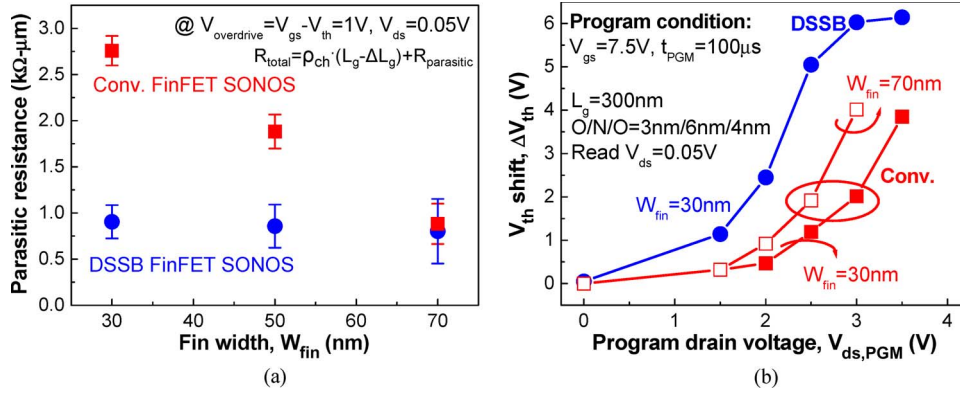 @ V_overdrive=V_gs-V_th=1V, V_ds=0.05V
R_total=ρ_ch·(L_g-ΔL_g)+R_parasitic
Conv. FinFET SONOS
DSSB FinFET SONOS
Parasitic resistance (kΩ-μm)
3.0
2.5
2.0
1.5
1.0
0.5
0.0
30
40
50
60
70
Fin width, W_fin (nm)
(a)
Program condition:
V_gs=7.5V, t_PGM=100μs
DSSB
W_fin=70nm
L_g=300nm
O/N/O=3nm/6nm/4nm
Read V_ds=0.05V
Conv.
W_fin=30nm
W_fin=30nm
V_th shift, ΔV_th (V)
6
5
4
3
2
1
0
0
1
2
3
4
Program drain voltage, V_ds,PGM (V)
(b)